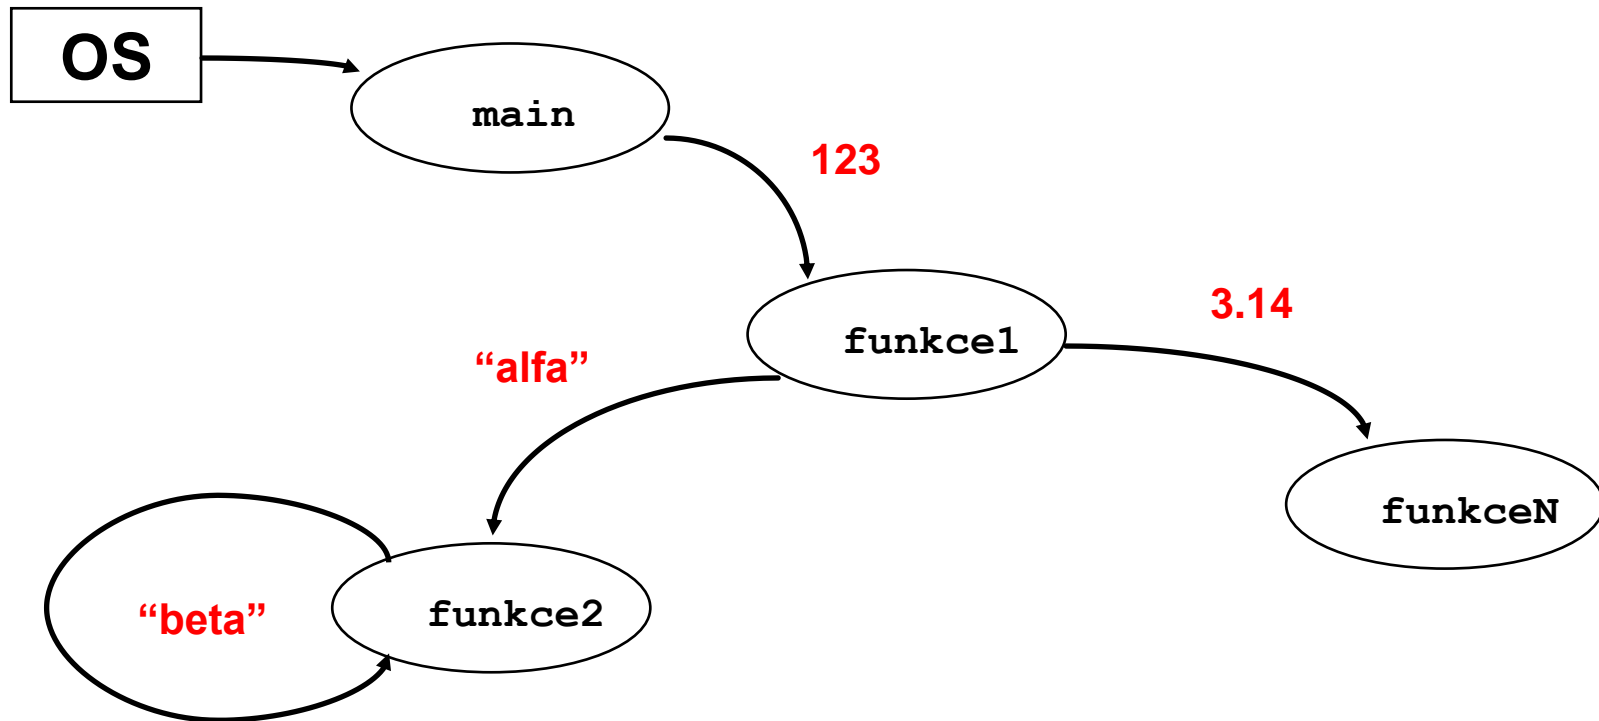 OS
main
123
funkce1
3.14
“alfa”
funkceN
“beta”
funkce2